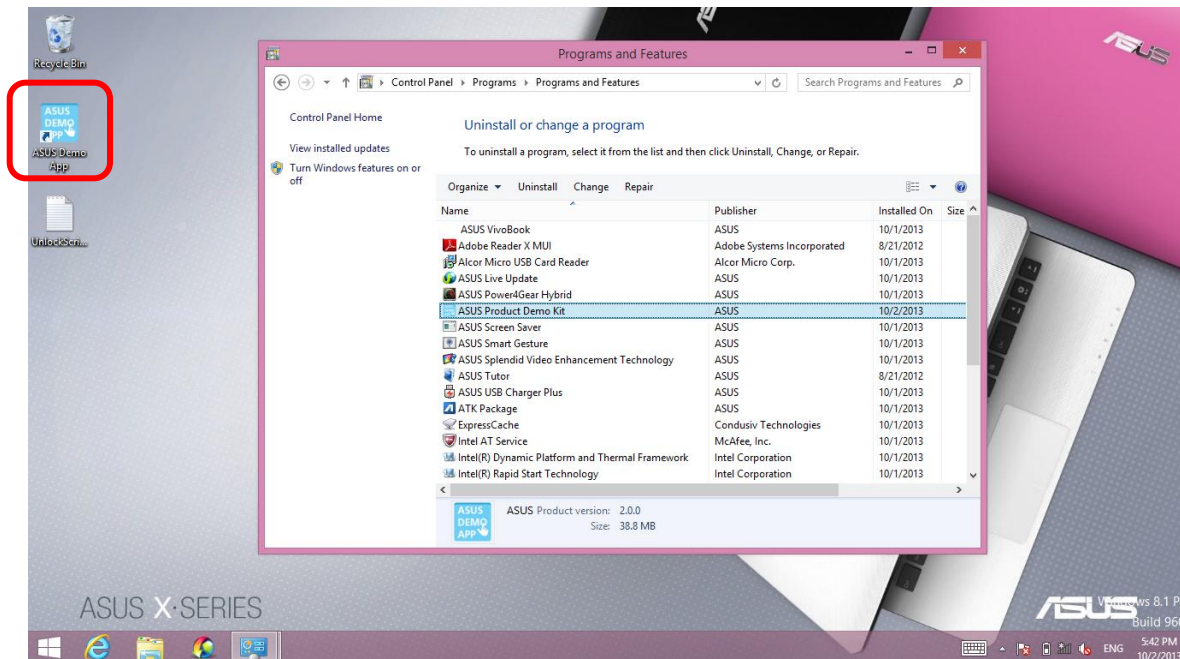 Recycle Bin
ASUS
DEMO
APP
ASUS Demo
App
UnlockScri...
Programs and Features
Control Panel
Programs
Programs and Features
Search Programs and Features
Control Panel Home
View installed updates
Turn Windows features on or
off
Uninstall or change a program
To uninstall a program, select it from the list and then click Uninstall, Change, or Repair.
Organize Uninstall Change Repair
Name Publisher Installed On Size
ASUS VivoBook ASUS 10/1/2013
Adobe Reader X MUI Adobe Systems Incorporated 8/21/2012
Alcor Micro USB Card Reader Alcor Micro Corp. 10/1/2013
ASUS Live Update ASUS 10/1/2013
ASUS Power4Gear Hybrid ASUS 10/1/2013
ASUS Product Demo Kit ASUS 10/2/2013
ASUS Screen Saver ASUS 10/1/2013
ASUS Smart Gesture ASUS 10/1/2013
ASUS Splendid Video Enhancement Technology ASUS 10/1/2013
ASUS Tutor ASUS 8/21/2012
ASUS USB Charger Plus ASUS 10/1/2013
ATK Package ASUS 10/1/2013
ExpressCache Condusiv Technologies 10/1/2013
Intel AT Service McAfee, Inc. 10/1/2013
Intel(R) Dynamic Platform and Thermal Framework Intel Corporation 10/1/2013
Intel(R) Rapid Start Technology Intel Corporation 10/1/2013
ASUS
DEMO
APP
ASUS Product version: 2.0.0
Size: 38.8 MB
ASUS
ASUS X·SERIES
ASUS
Windows 8.1 P
Build 960
ENG
5:42 PM
10/2/2013